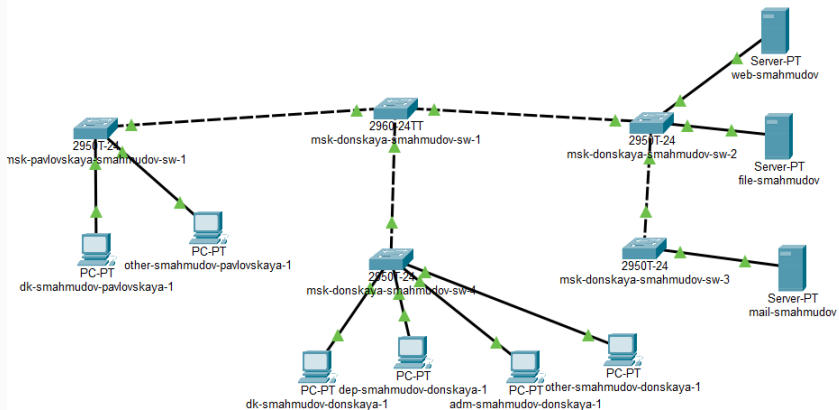 Server-PT
web-smahmudov
2960-24TT
msk-donskaya-smahmudov-sw-1
2950T-24
msk-pavlovskaya-smahmudov-sw-1
2950T-24
msk-donskaya-smahmudov-sw-2
Server-PT
file-smahmudov
PC-PT
other-smahmudov-pavlovskaya-1
PC-PT
dk-smahmudov-pavlovskaya-1
2950T-24
msk-donskaya-smahmudov-sw-4
2950T-24
msk-donskaya-smahmudov-sw-3
Server-PT
mail-smahmudov
PC-PT
dk-smahmudov-donskaya-1
PC-PT
dep-smahmudov-donskaya-1
PC-PT
adm-smahmudov-donskaya-1
PC-PT
other-smahmudov-donskaya-1